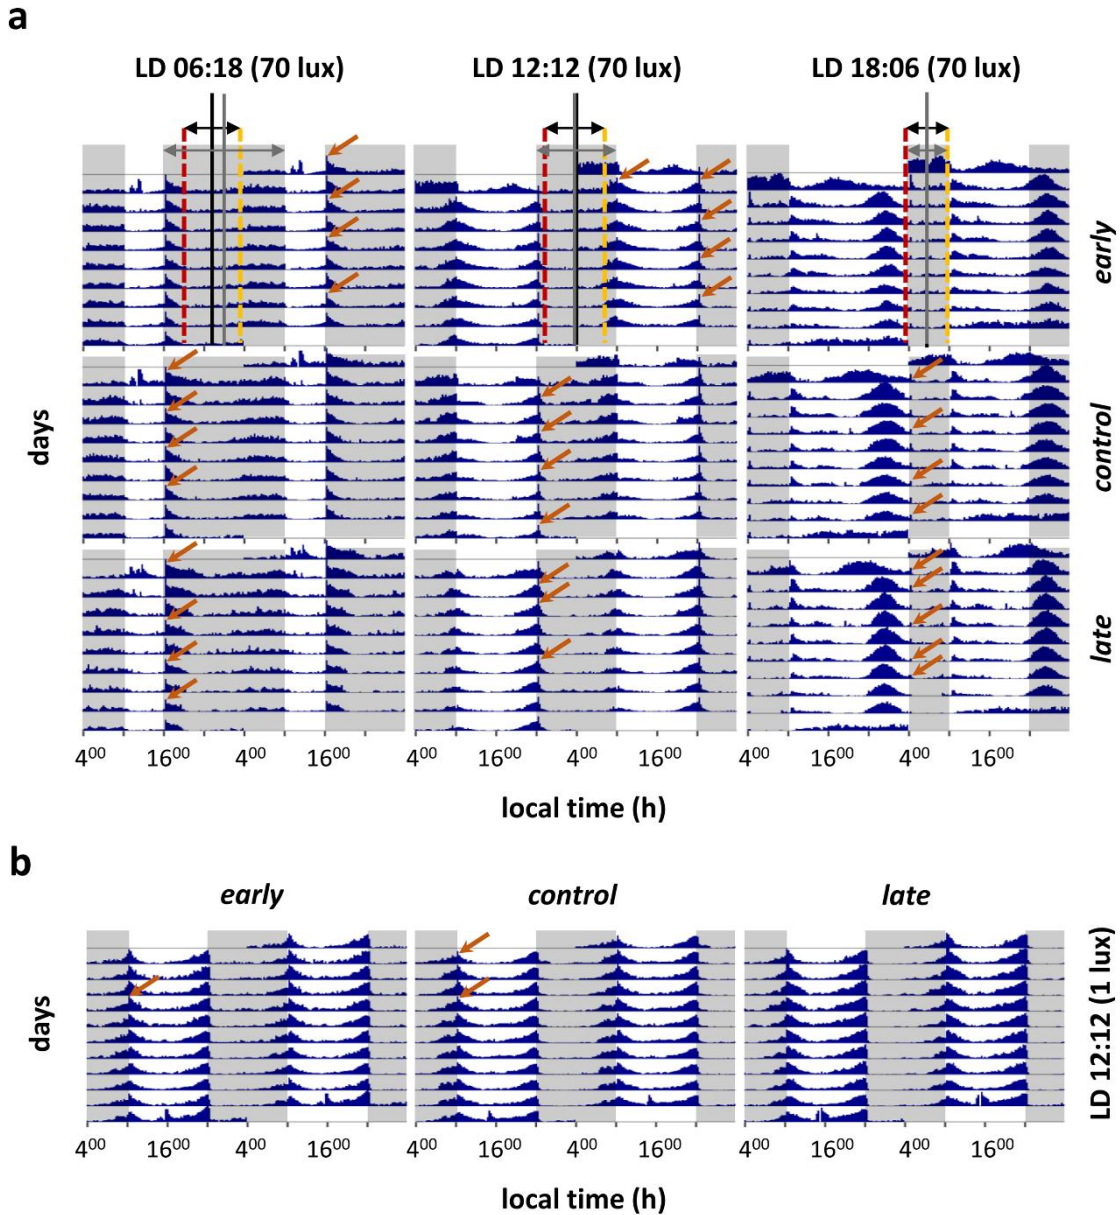 a
LD 06:18 (70 lux) LD 12:12 (70 lux) LD 18:06 (70 lux)
early
control
late
days
4⁰⁰ 16⁰⁰ 4⁰⁰ 16⁰⁰ 4⁰⁰ 16⁰⁰ 4⁰⁰ 16⁰⁰ 4⁰⁰ 16⁰⁰ 4⁰⁰ 16⁰⁰
local time (h)
b
early control late
days
LD 12:12 (1 lux)
4⁰⁰ 16⁰⁰ 4⁰⁰ 16⁰⁰ 4⁰⁰ 16⁰⁰ 4⁰⁰ 16⁰⁰ 4⁰⁰ 16⁰⁰ 4⁰⁰ 16⁰⁰
local time (h)